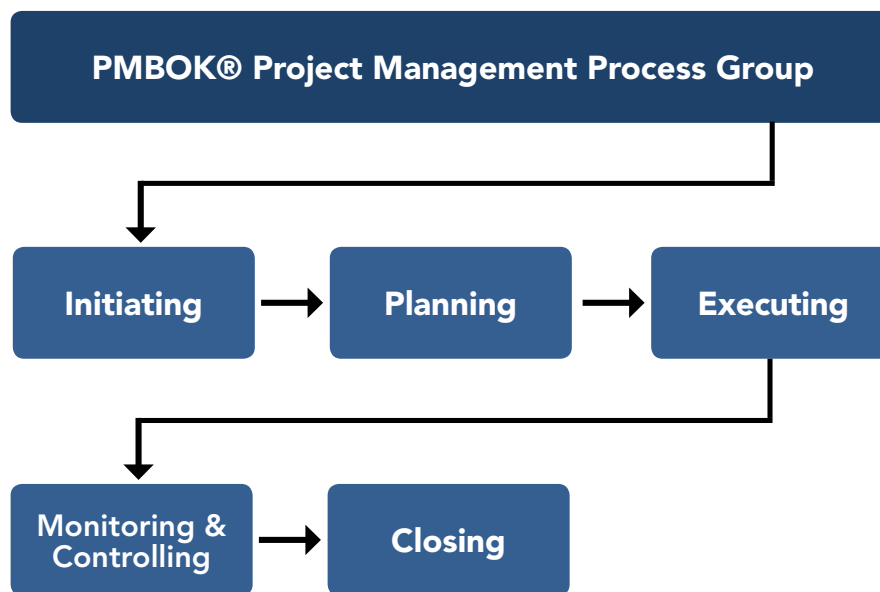 PMBOK® Project Management Process Group
Initiating
Planning
Executing
Monitoring &
Controlling
Closing